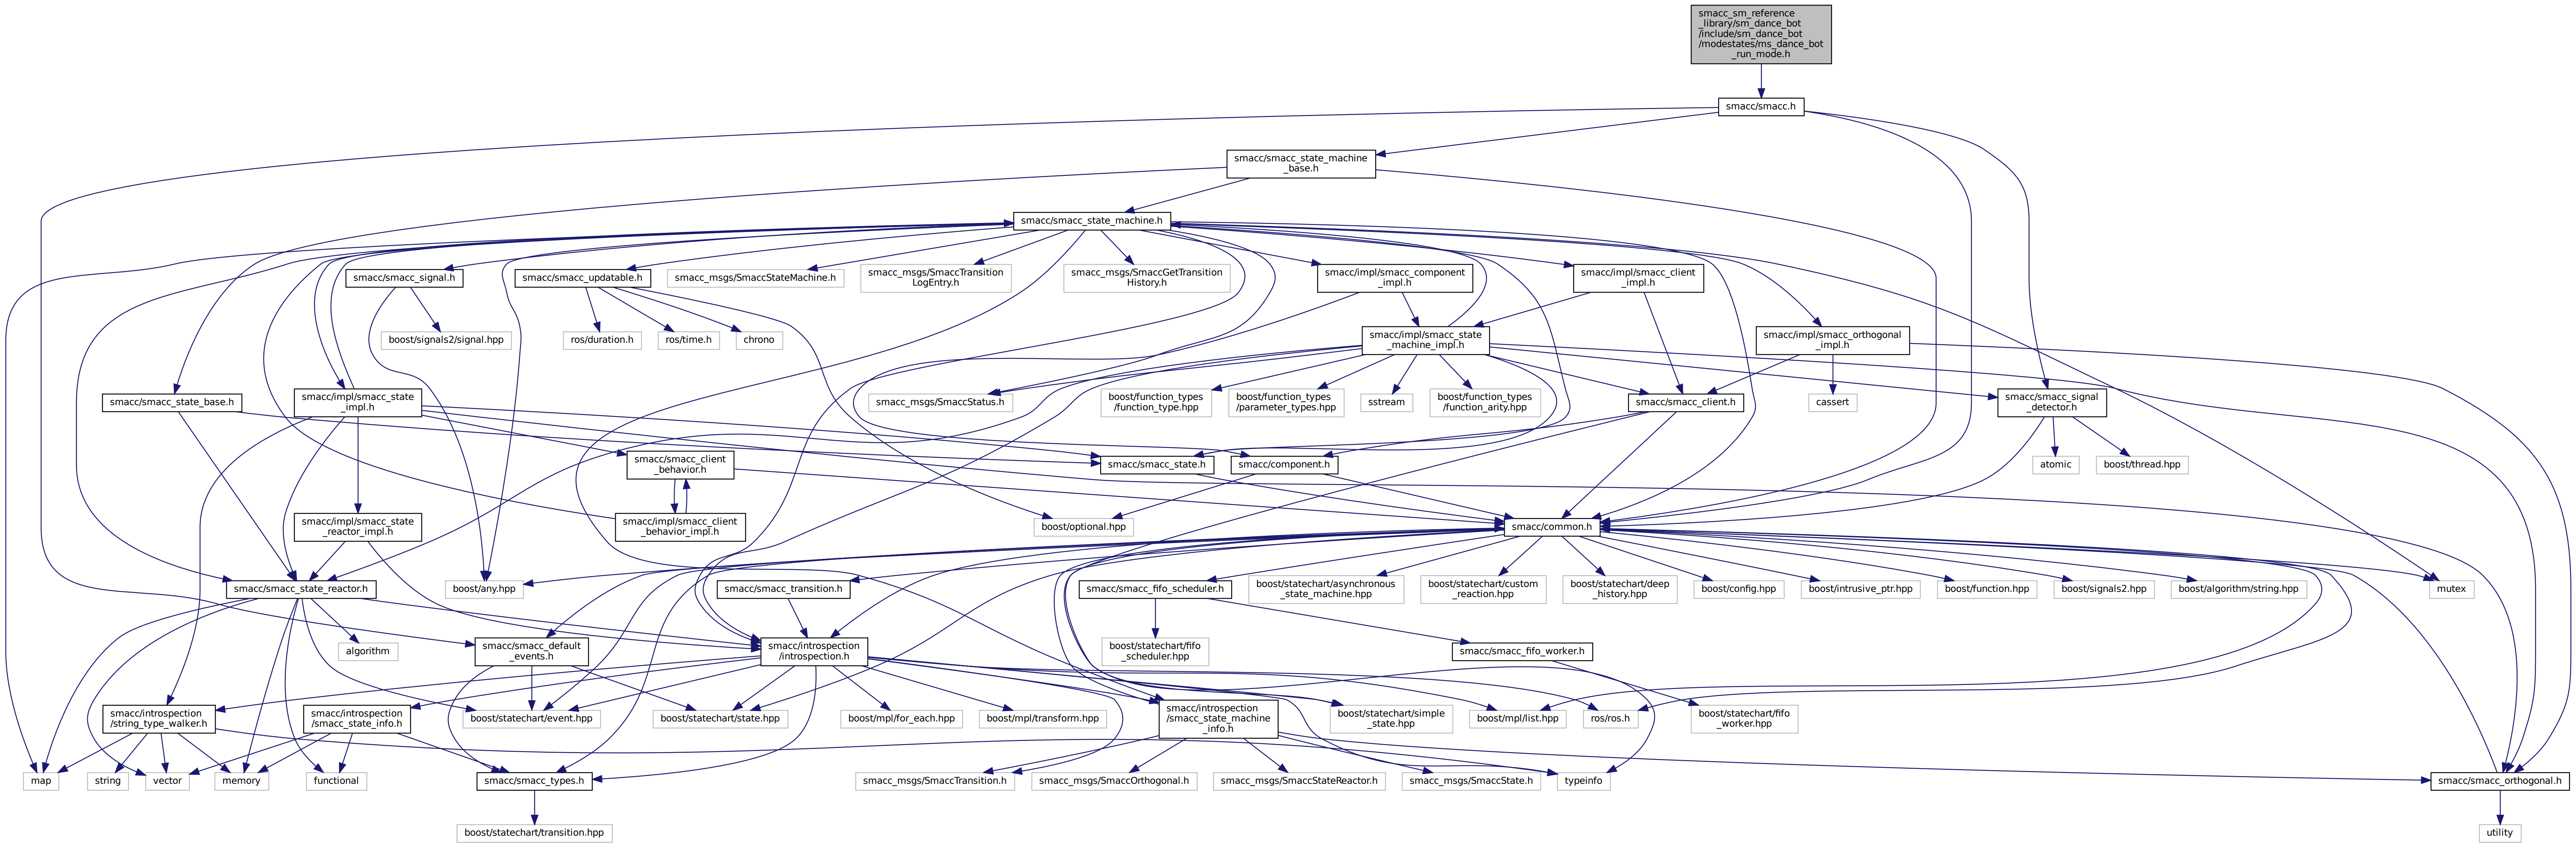 smacc_sm_reference
_library/sm_dance_bot
/include/sm_dance_bot
/modestates/ms_dance_bot
_run_mode.h
smacc/smacc.h
smacc/smacc_state_machine
_base.h
smacc/smacc_state_machine.h
smacc/smacc_signal.h
smacc/smacc_updatable.h
smacc_msgs/SmaccStateMachine.h
smacc_msgs/SmaccTransition
LogEntry.h
smacc_msgs/SmaccGetTransition
History.h
smacc/impl/smacc_component
_impl.h
smacc/impl/smacc_client
_impl.h
boost/signals2/signal.hpp
ros/duration.h
ros/time.h
chrono
smacc/impl/smacc_state
_machine_impl.h
smacc/impl/smacc_orthogonal
_impl.h
smacc/smacc_state_base.h
smacc/impl/smacc_state
_impl.h
smacc_msgs/SmaccStatus.h
boost/function_types
/function_type.hpp
boost/function_types
/parameter_types.hpp
sstream
boost/function_types
/function_arity.hpp
smacc/smacc_client.h
cassert
smacc/smacc_signal
_detector.h
smacc/smacc_client
_behavior.h
smacc/smacc_state.h
smacc/component.h
atomic
boost/thread.hpp
smacc/impl/smacc_state
_reactor_impl.h
smacc/impl/smacc_client
_behavior_impl.h
boost/optional.hpp
smacc/common.h
smacc/smacc_state_reactor.h
boost/any.hpp
smacc/smacc_transition.h
smacc/smacc_fifo_scheduler.h
boost/statechart/asynchronous
_state_machine.hpp
boost/statechart/custom
_reaction.hpp
boost/statechart/deep
_history.hpp
boost/config.hpp
boost/intrusive_ptr.hpp
boost/function.hpp
boost/signals2.hpp
boost/algorithm/string.hpp
mutex
algorithm
smacc/smacc_default
_events.h
smacc/introspection
/introspection.h
boost/statechart/fifo
_scheduler.hpp
smacc/smacc_fifo_worker.h
smacc/introspection
/string_type_walker.h
smacc/introspection
/smacc_state_info.h
boost/statechart/event.hpp
boost/statechart/state.hpp
boost/mpl/for_each.hpp
boost/mpl/transform.hpp
smacc/introspection
/smacc_state_machine
_info.h
boost/statechart/simple
_state.hpp
boost/mpl/list.hpp
ros/ros.h
boost/statechart/fifo
_worker.hpp
map
string
vector
memory
functional
smacc/smacc_types.h
smacc_msgs/SmaccTransition.h
smacc_msgs/SmaccOrthogonal.h
smacc_msgs/SmaccStateReactor.h
smacc_msgs/SmaccState.h
typeinfo
smacc/smacc_orthogonal.h
boost/statechart/transition.hpp
utility